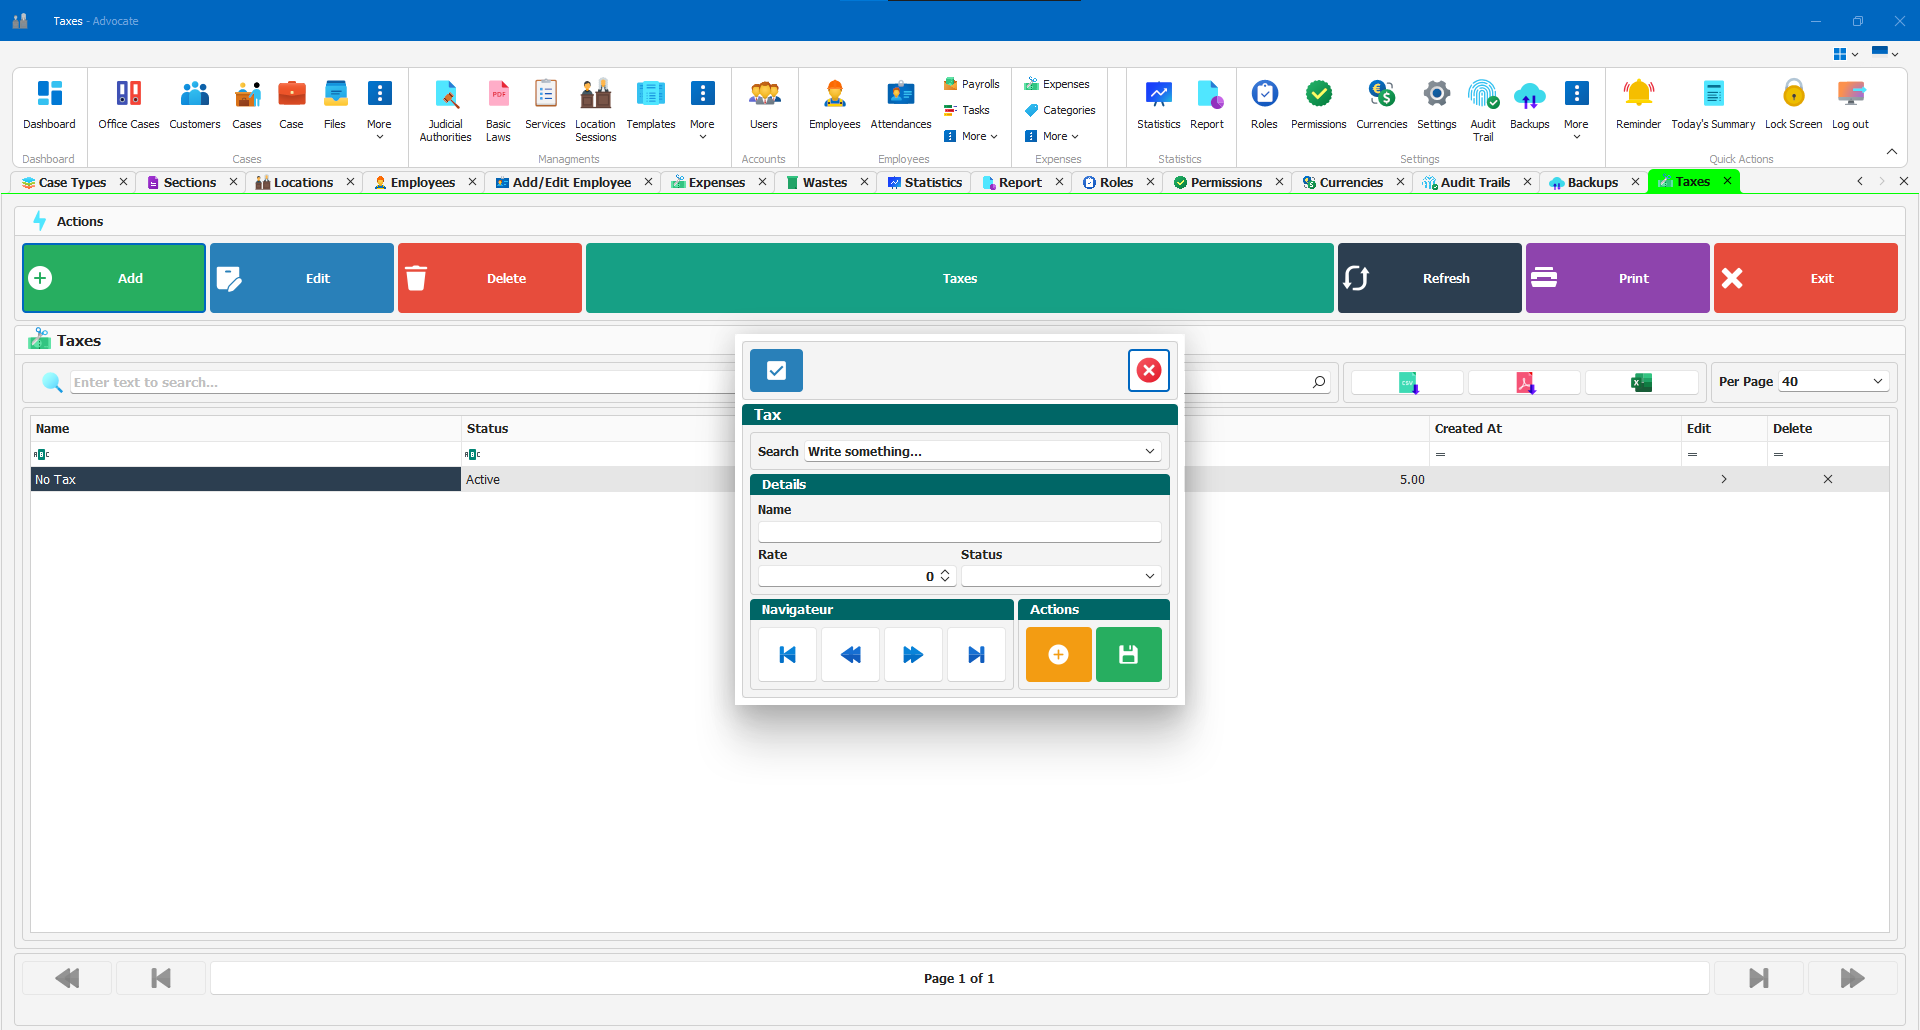 Taxes - Advocate
Dashboard
Office Cases
Customers
Cases
Case
Files
More
Judicial Authorities
Basic Laws
Services
Location Sessions
Templates
More
Users
Employees
Attendances
Payrolls
Tasks
More
Expenses
Categories
More
Statistics
Report
Roles
Permissions
Currencies
Settings
Audit Trail
Backups
More
Reminder
Today's Summary
Lock Screen
Log out
Dashboard
Cases
Managments
Accounts
Employees
Expenses
Statistics
Settings
Quick Actions
Case Types
Sections
Locations
Employees
Add/Edit Employee
Expenses
Wastes
Statistics
Report
Roles
Permissions
Currencies
Audit Trails
Backups
Taxes
Actions
Add
Edit
Delete
Taxes
Refresh
Print
Exit
Taxes
Enter text to search...
CSV
Per Page 40
Name
Status
Created At
Edit
Delete
No Tax
Active
5.00
Tax
Search Write something...
Details
Name
Rate
Status
0
Navigateur
Actions
Page 1 of 1